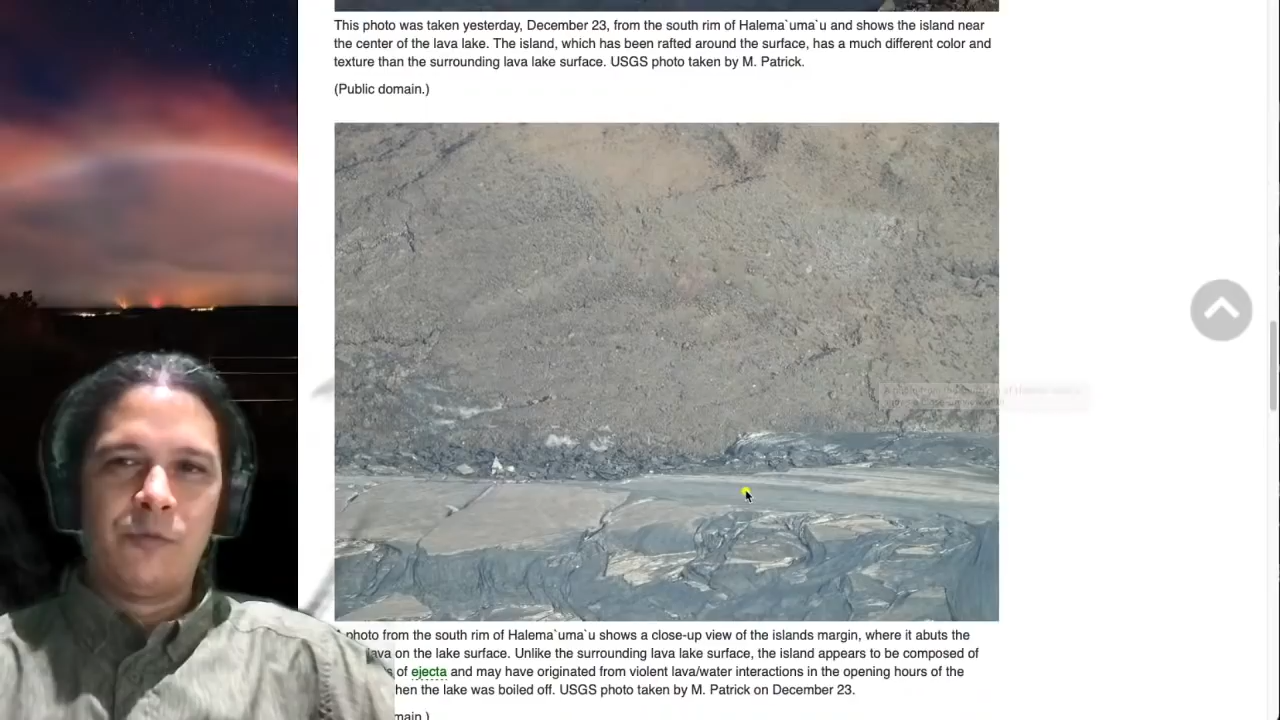 This photo was taken yesterday, December 23, from the south rim of Halema`uma`u and shows the island near
the center of the lava lake. The island, which has been rafted around the surface, has a much different color and
texture than the surrounding lava lake surface. USGS photo taken by M. Patrick.
(Public domain.)
photo from the south rim of Halema`uma`u shows a close-up view of the islands margin, where it abuts the
lava on the lake surface. Unlike the surrounding lava lake surface, the island appears to be composed of
of ejecta and may have originated from violent lava/water interactions in the opening hours of the
hen the lake was boiled off. USGS photo taken by M. Patrick on December 23.
main.)